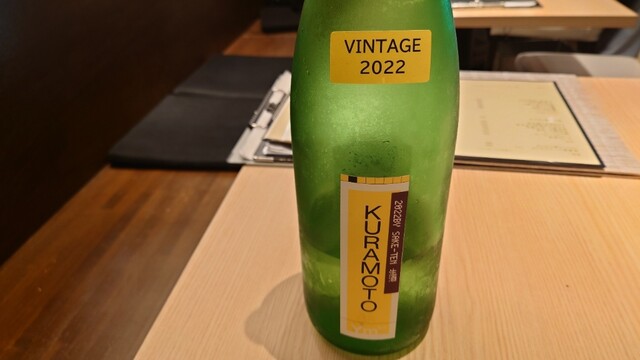 VINTAGE
2022
KURAMOTO
2022BY SAKE-TEN